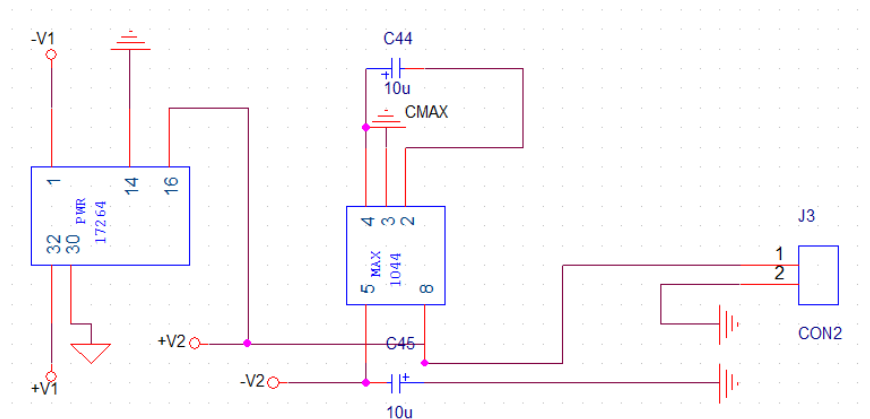 -V1
C44
10u
CMAX
1
14
16
PWR
17264
32
30
4
3
2
MAX
1044
5
8
J3
1
2
CON2
+V2
C45
+V1
-V2
10u